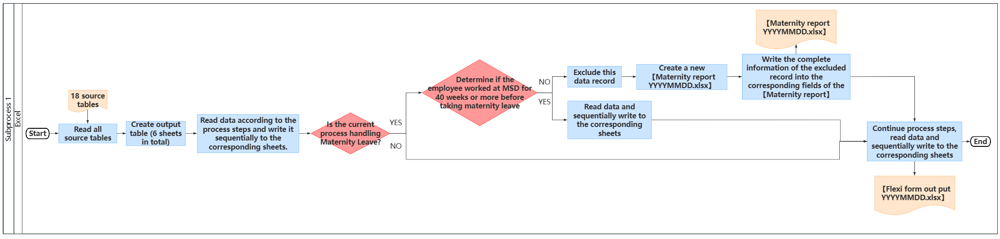 Subprocess 1
Excel
Start
18 source
tables
Read all
source tables
Create output
table (6 sheets
in total)
Read data according to the
process steps and write it
sequentially to the
corresponding sheets.
Is the current
process handling
Maternity Leave?
YES
NO
Determine if the
employee worked at MSD for
40 weeks or more before
taking maternity leave
NO
YES
Exclude this
data record
Create a new
【Maternity report
YYYYMMDD.xlsx】
Write the complete
information of the excluded
record into the
corresponding fields of the
【Maternity report】
【Maternity report
YYYYMMDD.xlsx】
Read data and
sequentially write to
the corresponding
sheets
Continue process steps,
read data and
sequentially write to the
corresponding sheets
End
【Flexi form out put
YYYYMMDD.xlsx】